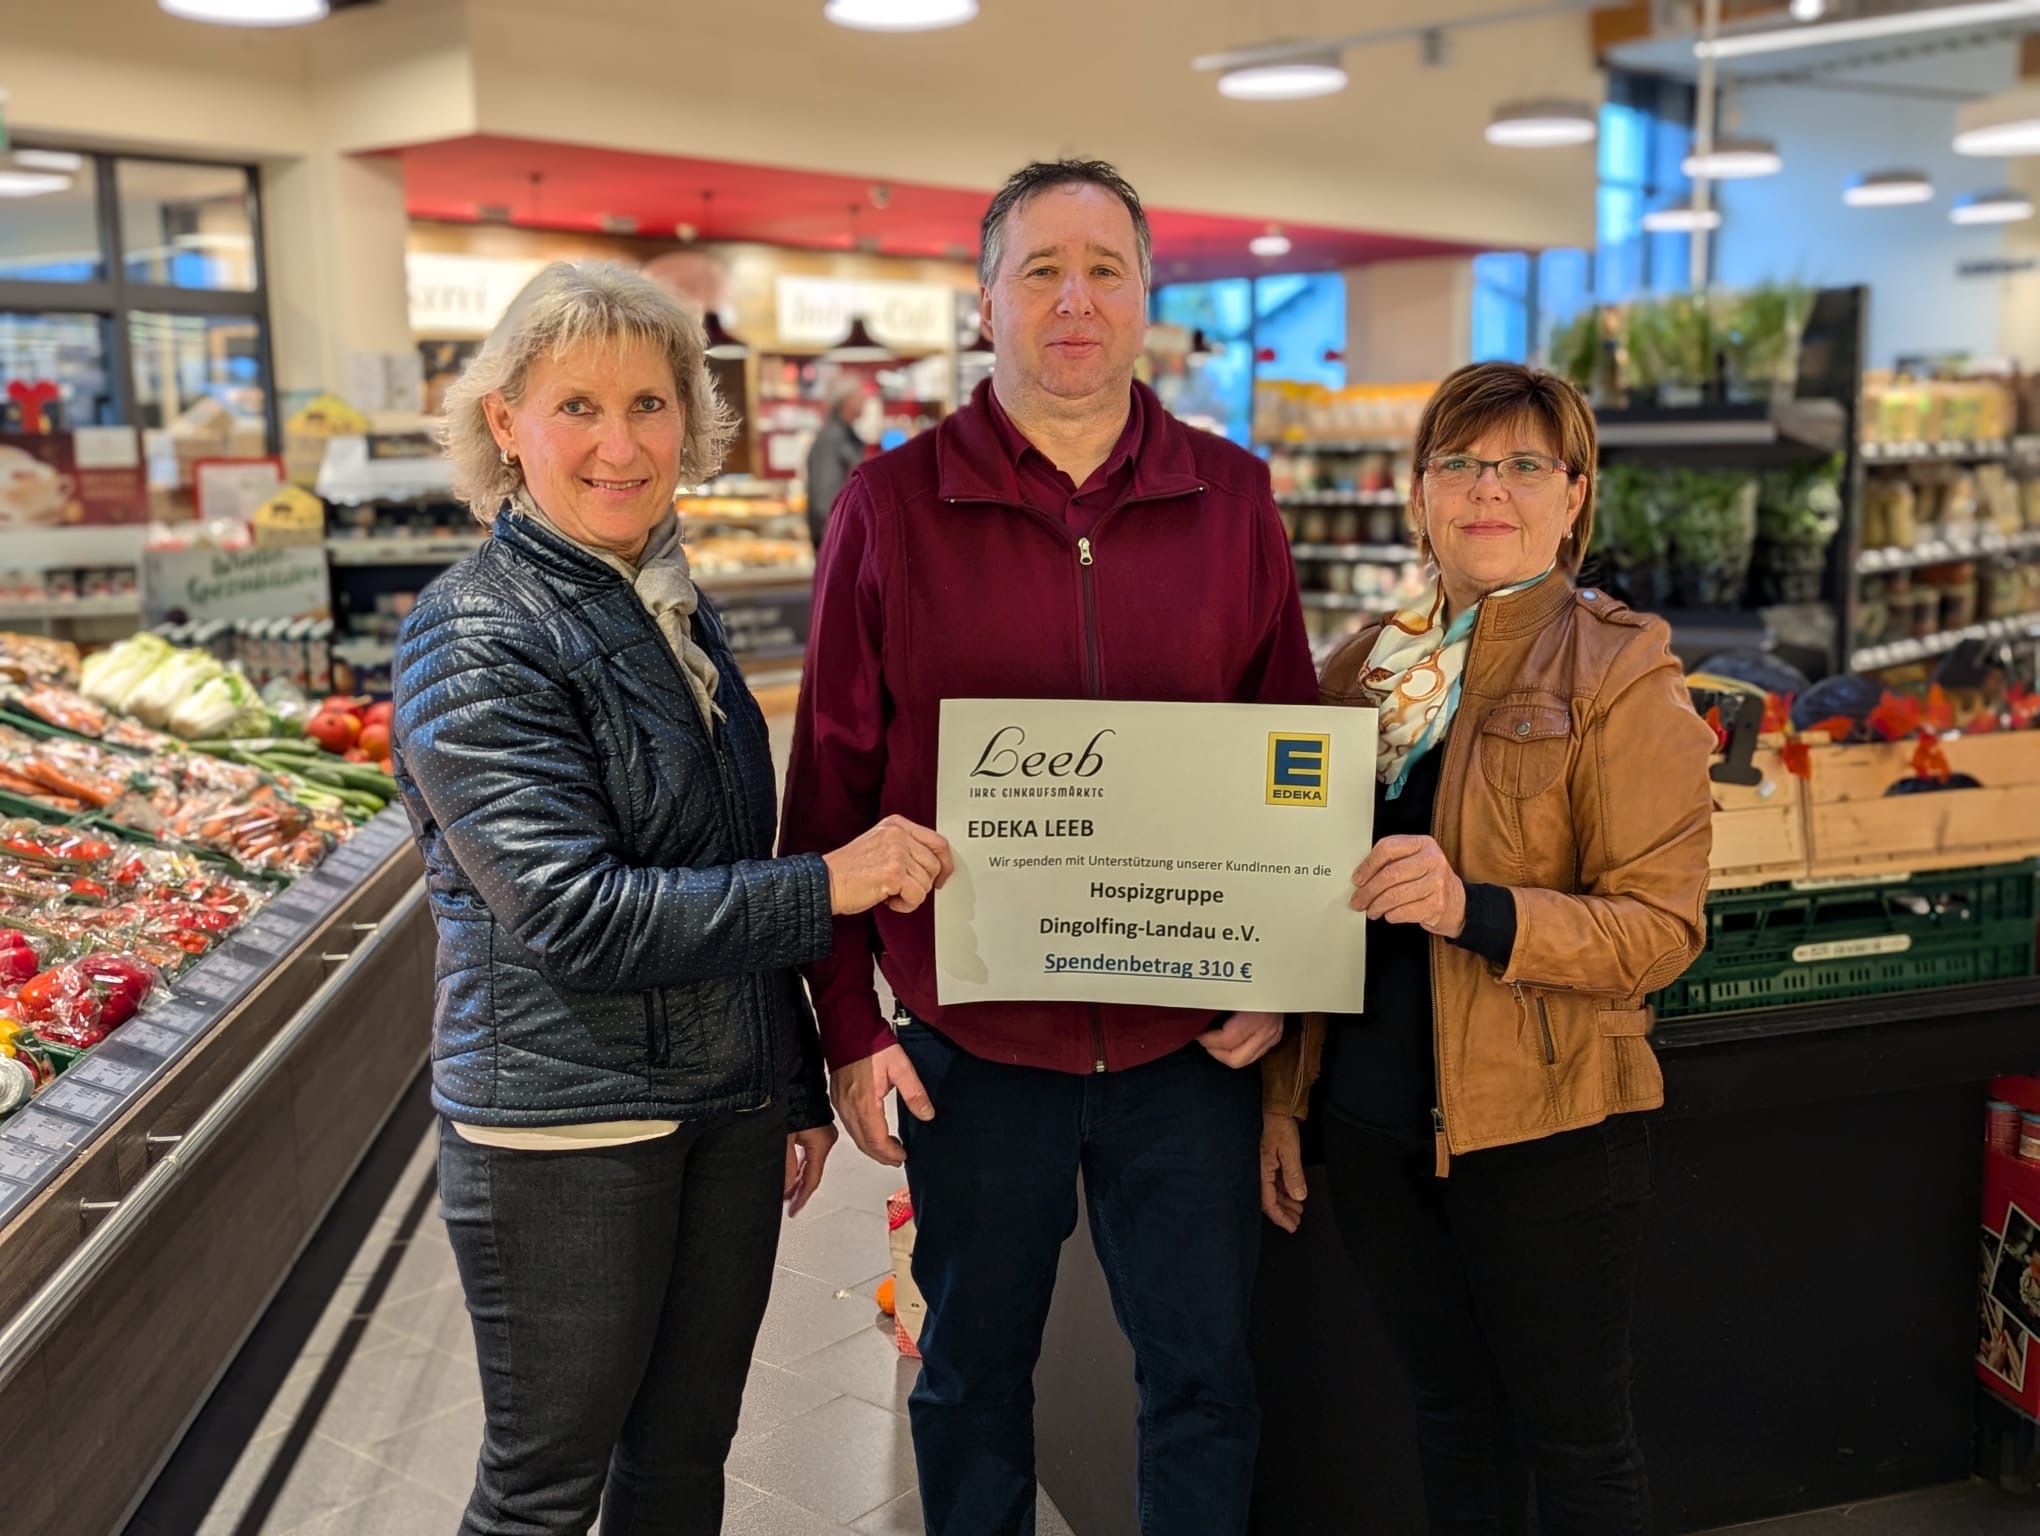 Leeb
IHRE EINKAUFSMÄRKTE
EDEKA
EDEKA LEEB
Wir spenden mit Unterstützung unserer KundInnen an die
Hospizgruppe
Dingolfing-Landau e.V.
Spendenbetrag 310 €